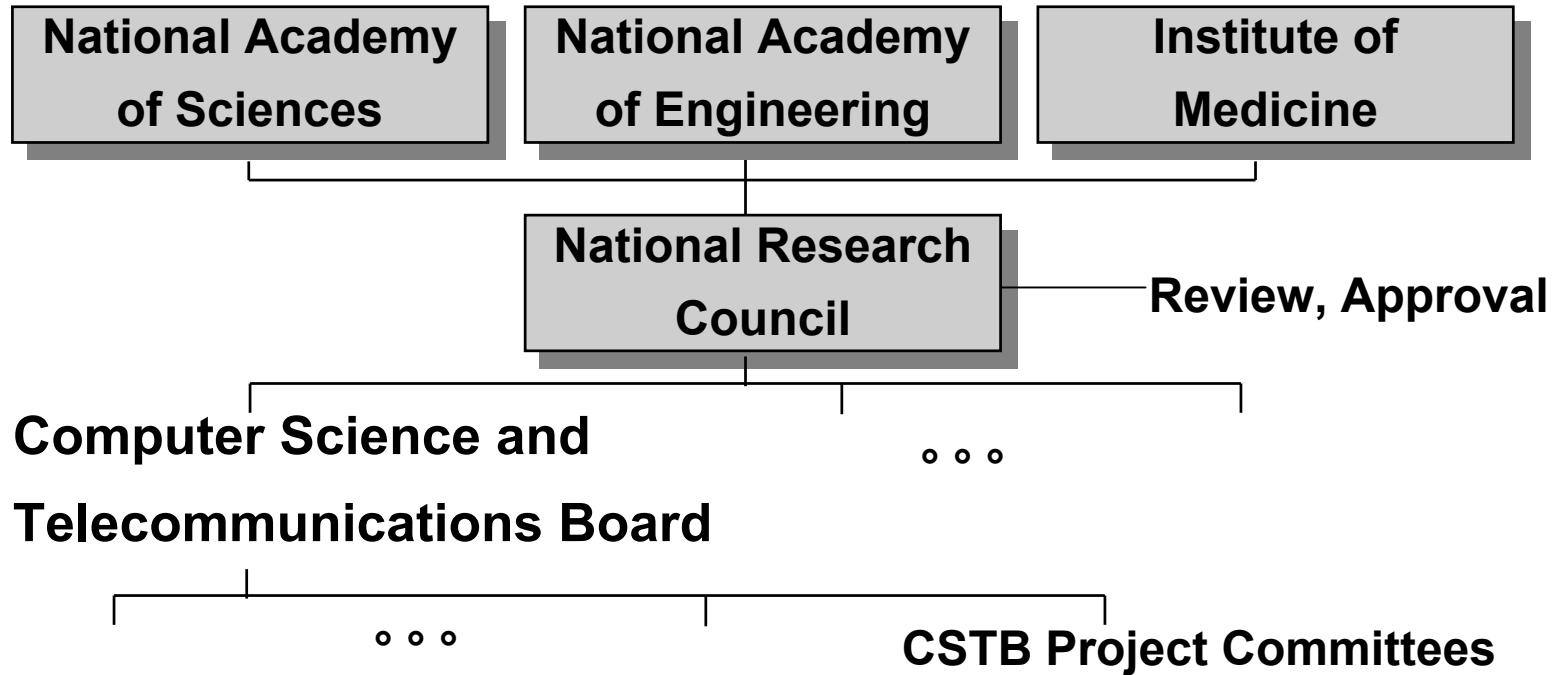 National Academy
of Sciences
National Academy
of Engineering
Institute of
Medicine
National Research
Council
Review, Approval
Computer Science and
Telecommunications Board
° ° °
° ° °
CSTB Project Committees